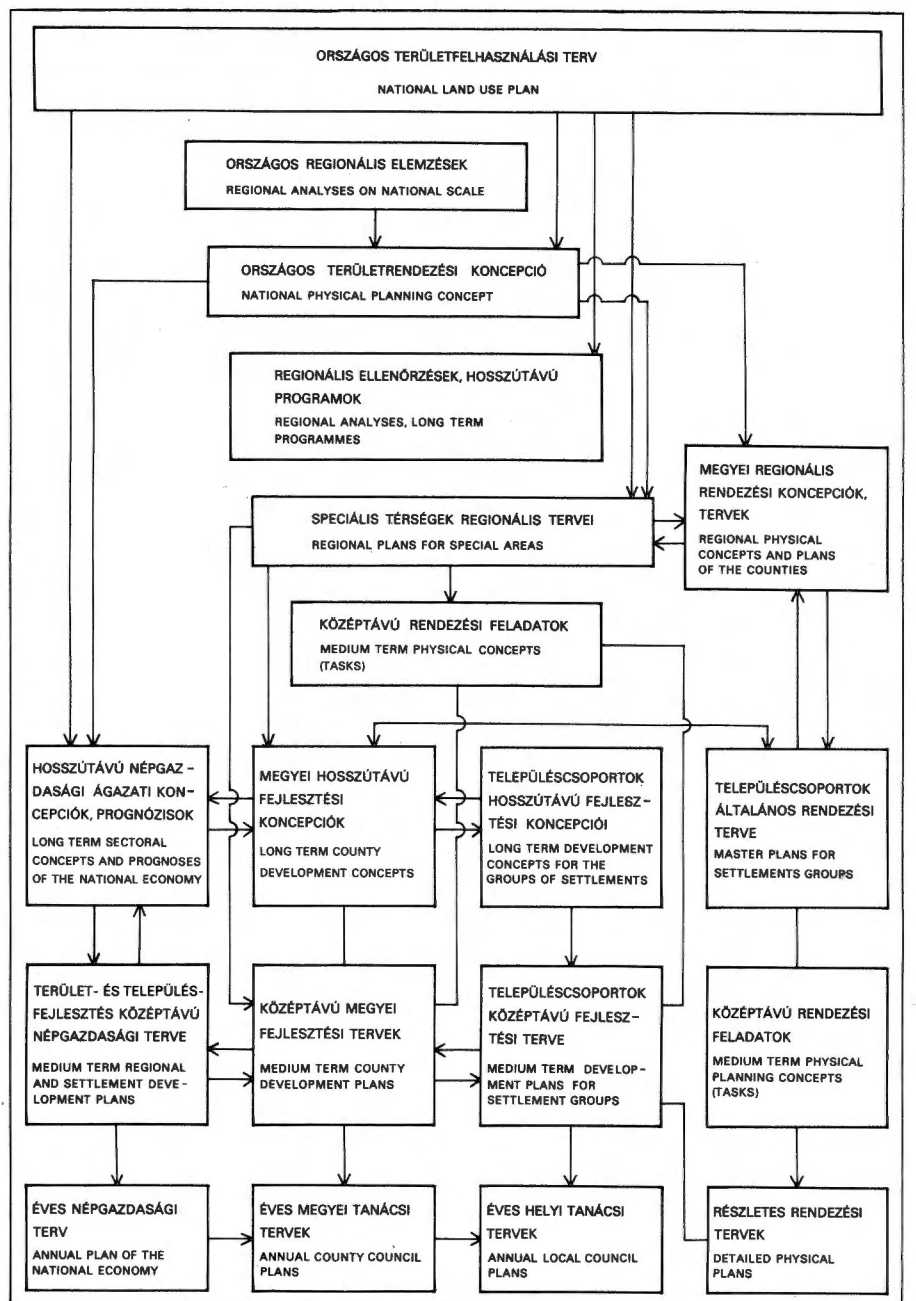 ORSZÁGOS TERÜLETFELHASZNÁLÁSI TERV
NATIONAL LAND USE PLAN
ORSZÁGOS REGIONÁLIS ELEMZÉSEK
REGIONAL ANALYSES ON NATIONAL SCALE
ORSZÁGOS TERÜLETRENDEZÉSI KONCEPCIÓ
NATIONAL PHYSICAL PLANNING CONCEPT
REGIONÁLIS ELLENŐRZÉSEK, HOSSZÚTÁVÚ
PROGRAMOK
REGIONAL ANALYSES, LONG TERM
PROGRAMMES
MEGYEI REGIONÁLIS
RENDEZÉSI KONCEPCIÓK,
TERVEK
REGIONAL PHYSICAL
CONCEPTS AND PLANS
OF THE COUNTIES
SPECIÁLIS TÉRSÉGEK REGIONÁLIS TERVEI
REGIONAL PLANS FOR SPECIAL AREAS
KÖZÉPTÁVÚ RENDEZÉSI FELADATOK
MEDIUM TERM PHYSICAL CONCEPTS
(TASKS)
HOSSZÚTÁVÚ NÉPGAZ-
DASÁGI ÁGAZATI KON-
CEPCIÓK, PROGNÓZISOK
LONG TERM SECTORAL
CONCEPTS AND PROGNOSES
OF THE NATIONAL ECONOMY
MEGYEI HOSSZÚTÁVÚ
FEJLESZTÉSI
KONCEPCIÓK
LONG TERM COUNTY
DEVELOPMENT CONCEPTS
TELEPÜLÉSCSOPORTOK
HOSSZÚTÁVÚ FEJLESZ-
TÉSI KONCEPCIÓI
LONG TERM DEVELOPMENT
CONCEPTS FOR THE
GROUPS OF SETTLEMENTS
TELEPÜLÉSCSOPORTOK
ÁLTALÁNOS RENDEZÉSI
TERVE
MASTER PLANS FOR
SETTLEMENTS GROUPS
TERÜLET- ÉS TELEPÜLÉS-
FEJLESZTÉS KÖZÉPTÁVÚ
NÉPGAZDASÁGI TERVE
MEDIUM TERM REGIONAL
AND SETTLEMENT DEVE-
LOPMENT PLANS
KÖZÉPTÁVÚ MEGYEI
FEJLESZTÉSI TERVEK
MEDIUM TERM COUNTY
DEVELOPMENT PLANS
TELEPÜLÉSCSOPORTOK
KÖZÉPTÁVÚ FEJLESZ-
TÉSI TERVE
MEDIUM TERM DEVELOP-
MENT PLANS FOR
SETTLEMENT GROUPS
KÖZÉPTÁVÚ RENDEZÉSI
FELADATOK
MEDIUM TERM PHYSICAL
PLANNING CONCEPTS
(TASKS)
ÉVES NÉPGAZDASÁGI
TERV
ANNUAL PLAN OF THE
NATIONAL ECONOMY
ÉVES MEGYEI TANÁCSI
TERVEK
ANNUAL COUNTY COUNCIL
PLANS
ÉVES HELYI TANÁCSI
TERVEK
ANNUAL LOCAL COUNCIL
PLANS
RÉSZLETES RENDEZÉSI
TERVEK
DETAILED PHYSICAL
PLANS